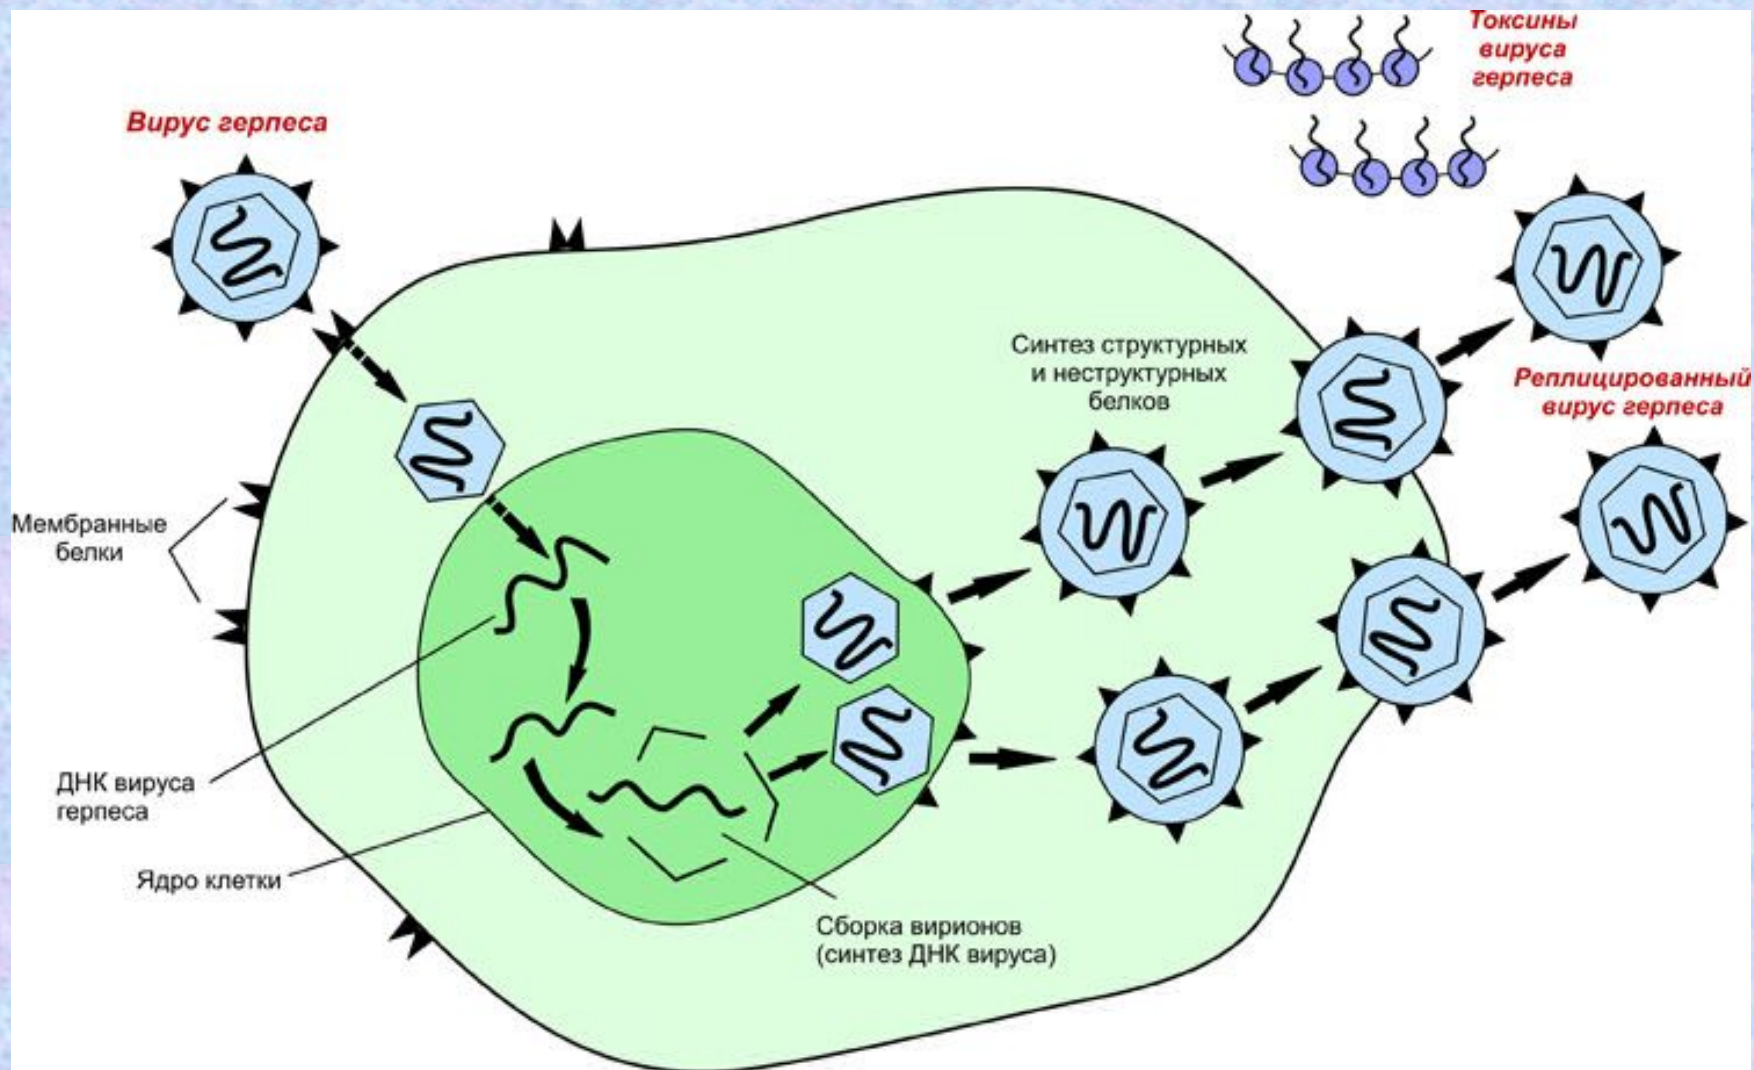 Токсины
вируса
герпеса
Вирус герпеса
Синтез структурных
и неструктурных
белков
Реплицированный
вирус герпеса
Мембранные
белки
ДНК вируса
герпеса
Ядро клетки
Сборка вирионов
(синтез ДНК вируса)